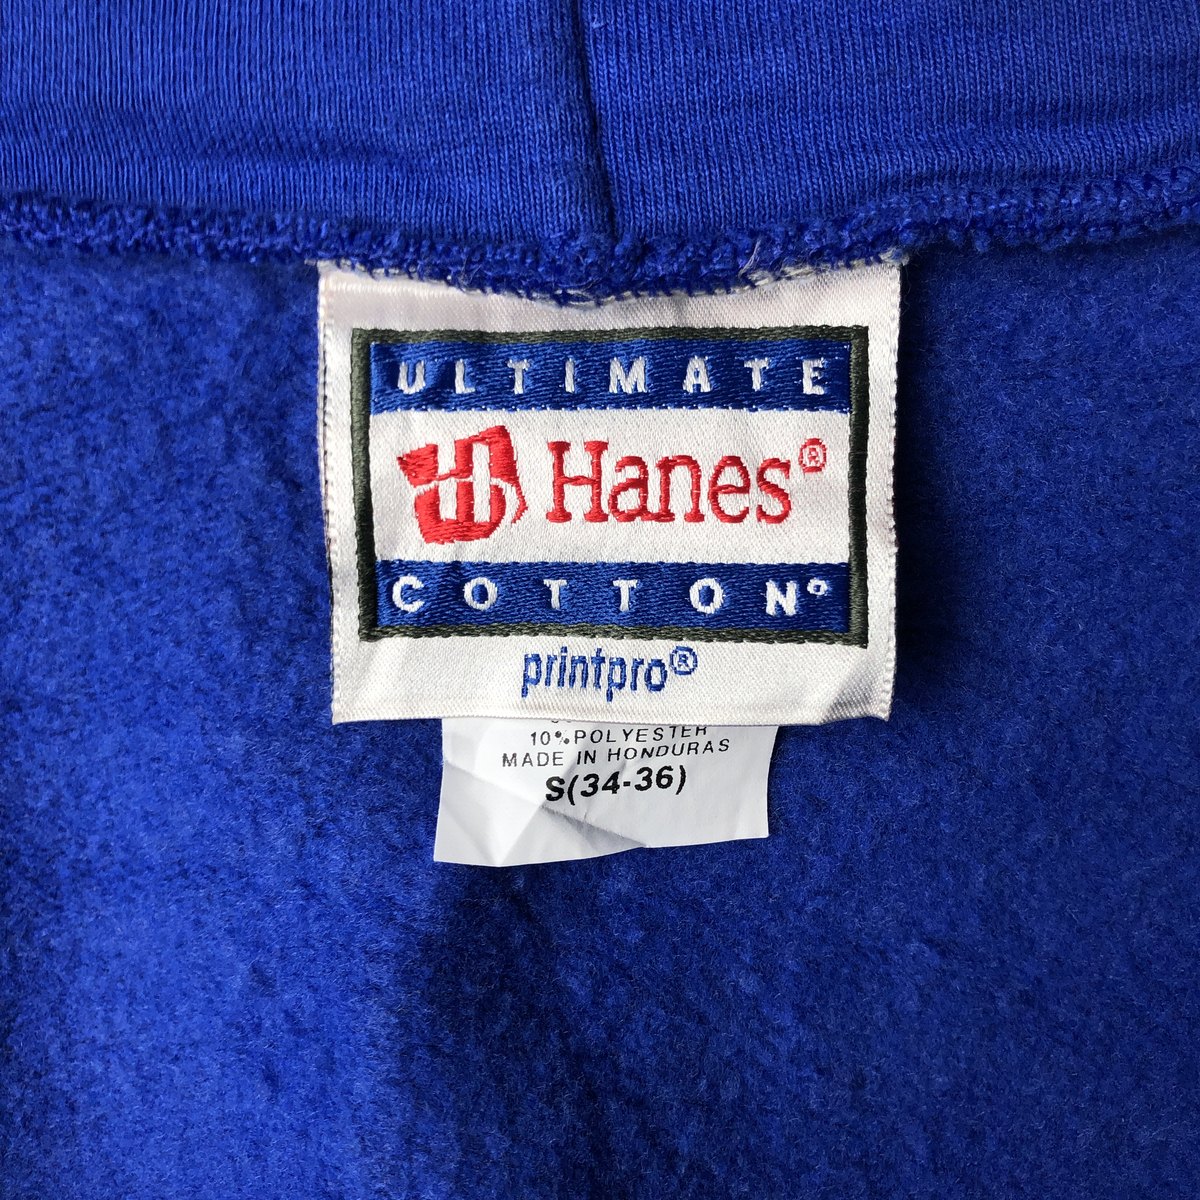 ULTIMATE
Hanes®
COTTON®
printpro®
10% POLYESTER
MADE IN HONDURAS
S(34-36)